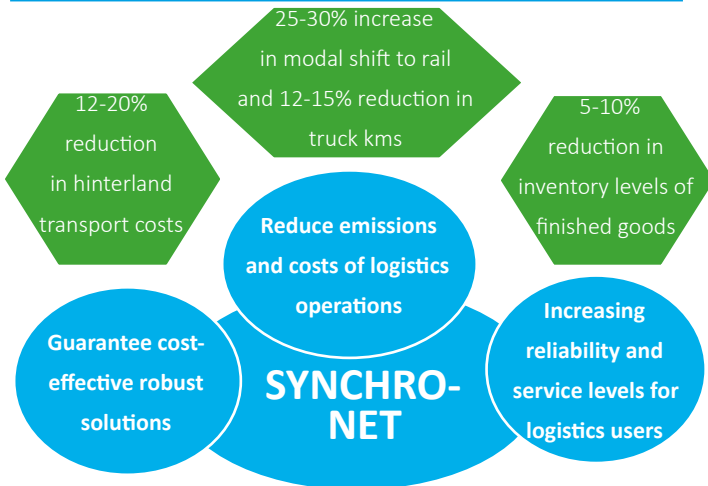 25-30% increase
in modal shift to rail
and 12-15% reduction in
truck kms
12-20%
reduction
in hinterland
transport costs
5-10%
reduction in
inventory levels of
finished goods
Reduce emissions
and costs of logistics
operations
Guarantee cost-
effective robust
solutions
Increasing
reliability and
service levels for
logistics users
SYNCHRO-
NET